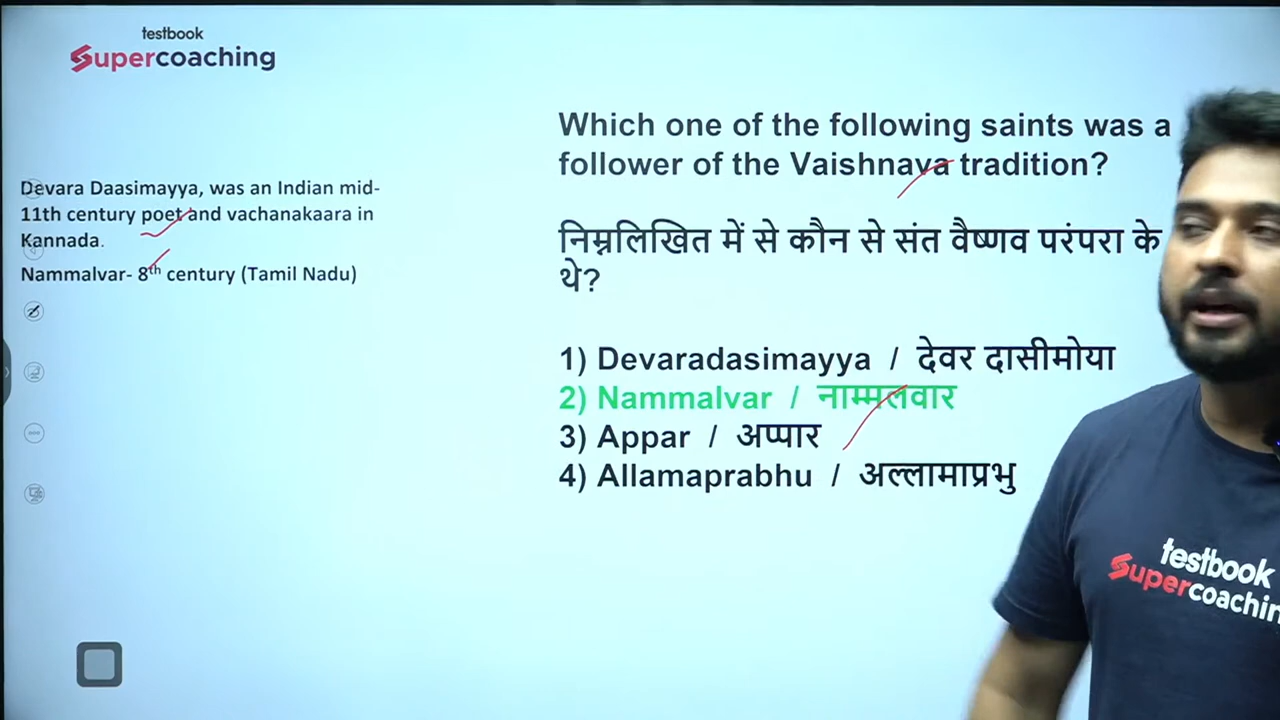 testbook
Supercoaching
Devara Daasimayya, was an Indian mid-
11th century poet and vachanakaara in
Kannada.
Nammalvar- 8th century (Tamil Nadu)
Which one of the following saints was a
follower of the Vaishnava tradition?
निम्नलिखित में से कौन से संत वैष्णव परंपरा के
थे?
1) Devaradasimayya / देवर दासीमोया
2) Nammalvar / नाम्मलवार
3) Appar / अप्पार
4) Allamaprabhu / अल्लामाप्रभु
testbook
Supercoachin